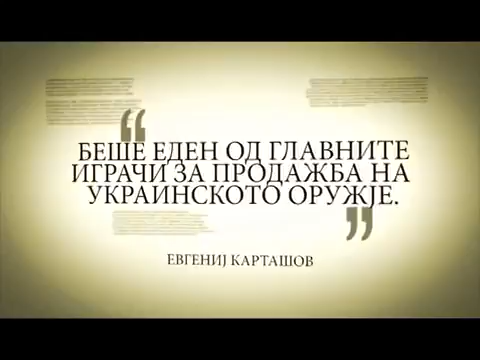 БЕШЕ ЕДЕН ОД ГЛАВНИТЕ
ИГРАЧИ ЗА ПРОДАЖБА НА
УКРАИНСКОТО ОРУЖЈЕ.
ЕВГЕНИЈ КАРТАШОВ